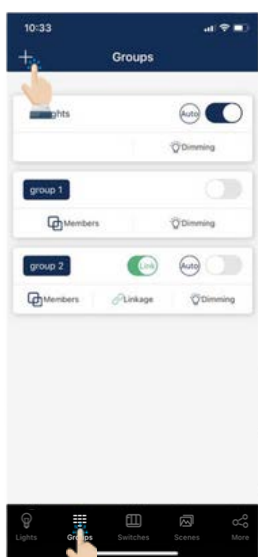 10:33
+ Groups
Auto
Dimming
group 1
Members Dimming
group 2 Link Auto
Members Linkage Dimming
Lights Groups Switches Scenes More